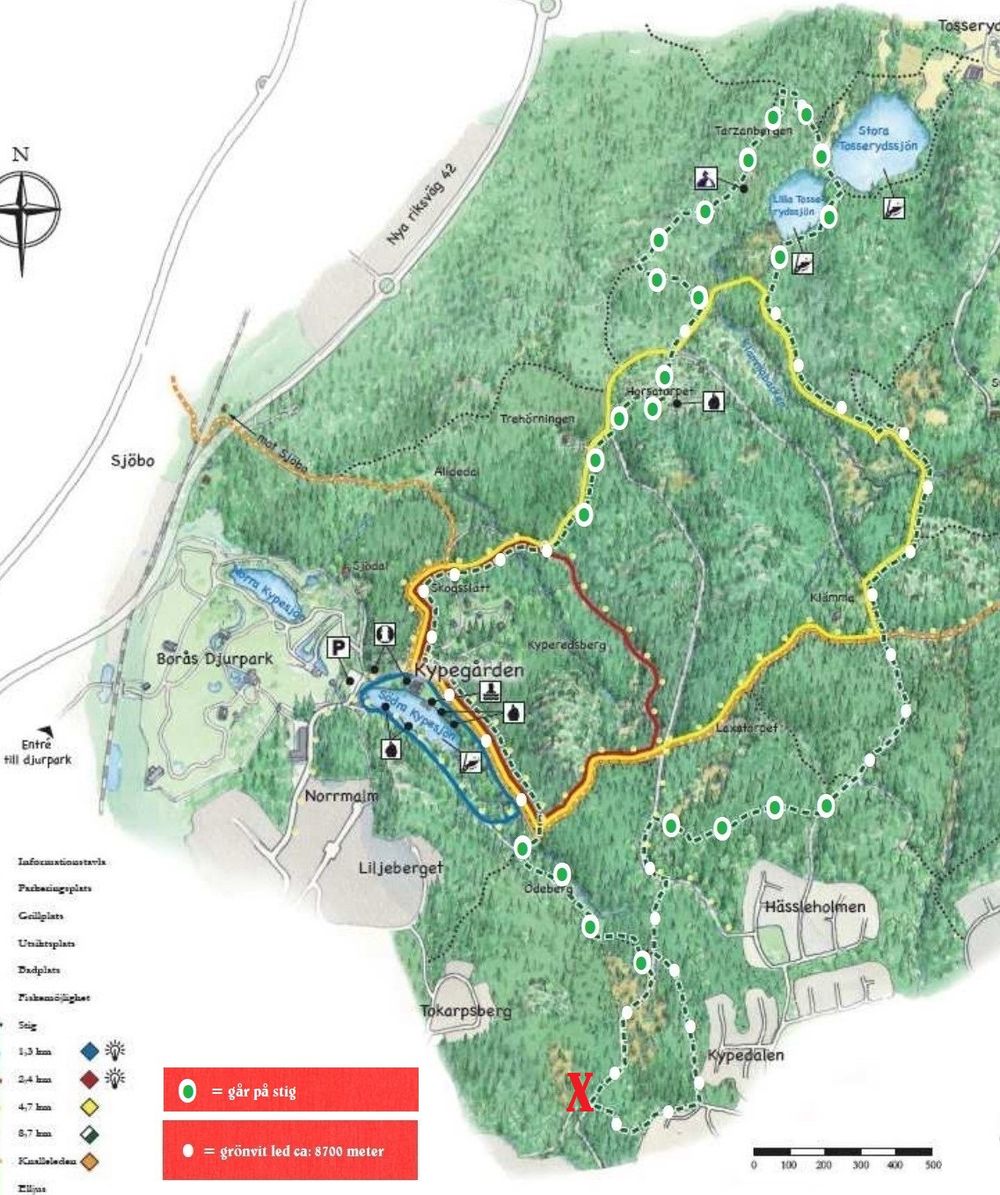 Tosseryd
Tarzanbergen
Stora
Tosserydssjön
Lilla Tosse
rydssjön
N
Nya riksväg 42
Horsatorpet
Trehörningen
mot Sjöbo
Sjöbo
Alidedal
Sjödal
Skogsslätt
Klämma
Norra Kypesjön
P
Kyperedsberg
Borås Djurpark
Kypegården
Södra Kypesjön
Laxatorpet
Entré
till djurpark
Norrmalm
Liljeberget
Ödeberg
Hässleholmen
Tokarpsberg
Kypedalen
Informationstavla
Parkeringsplats
Grillplats
Utsiktsplats
Badplats
Fiskemöjlighet
Stig
1,3 km
2,4 km
4,7 km
8,7 km
Knalleleden
Elljus
= går på stig
= grönvit led ca: 8700 meter
X
0 100 200 300 400 500